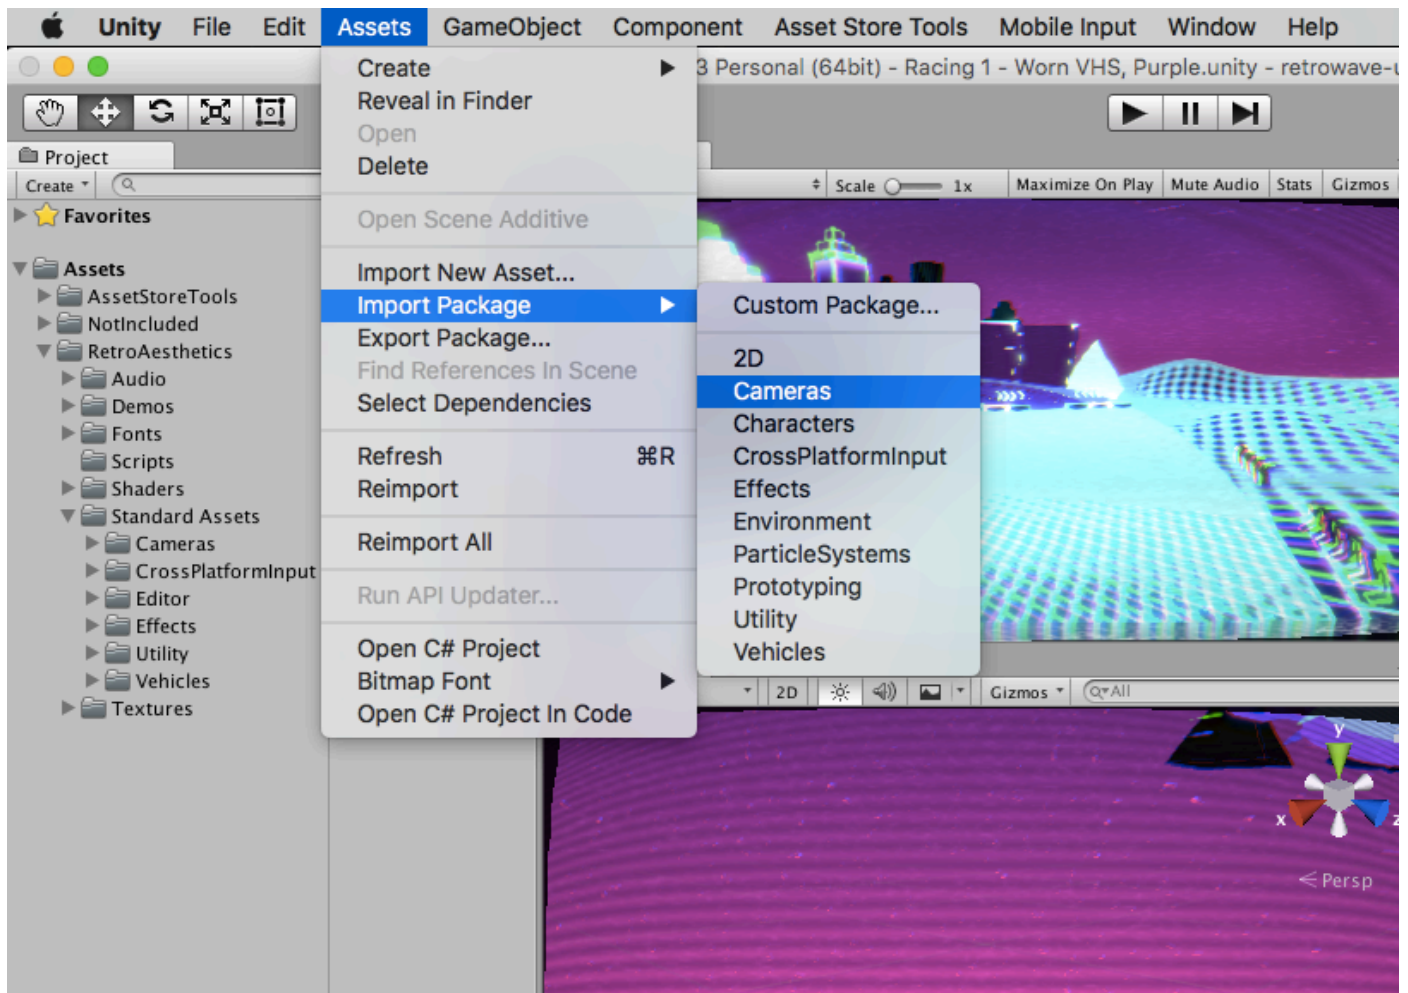 Unity File Edit Assets GameObject Component Asset Store Tools Mobile Input Window Help
3 Personal (64bit) - Racing 1 - Worn VHS, Purple.unity - retrowave-u
Project
Create
Scale 1x Maximize On Play Mute Audio Stats Gizmos
Favorites
Assets
AssetStoreTools
NotIncluded
RetroAesthetics
Audio
Demos
Fonts
Scripts
Shaders
Standard Assets
Cameras
CrossPlatformInput
Editor
Effects
Utility
Vehicles
Textures
Create
Reveal in Finder
Open
Delete
Open Scene Additive
Import New Asset...
Import Package
Export Package...
Find References In Scene
Select Dependencies
Refresh ⌘R
Reimport
Reimport All
Run API Updater...
Open C# Project
Bitmap Font
Open C# Project In Code
Custom Package...
2D
Cameras
Characters
CrossPlatformInput
Effects
Environment
ParticleSystems
Prototyping
Utility
Vehicles
2D Gizmos All
y
x z
Persp